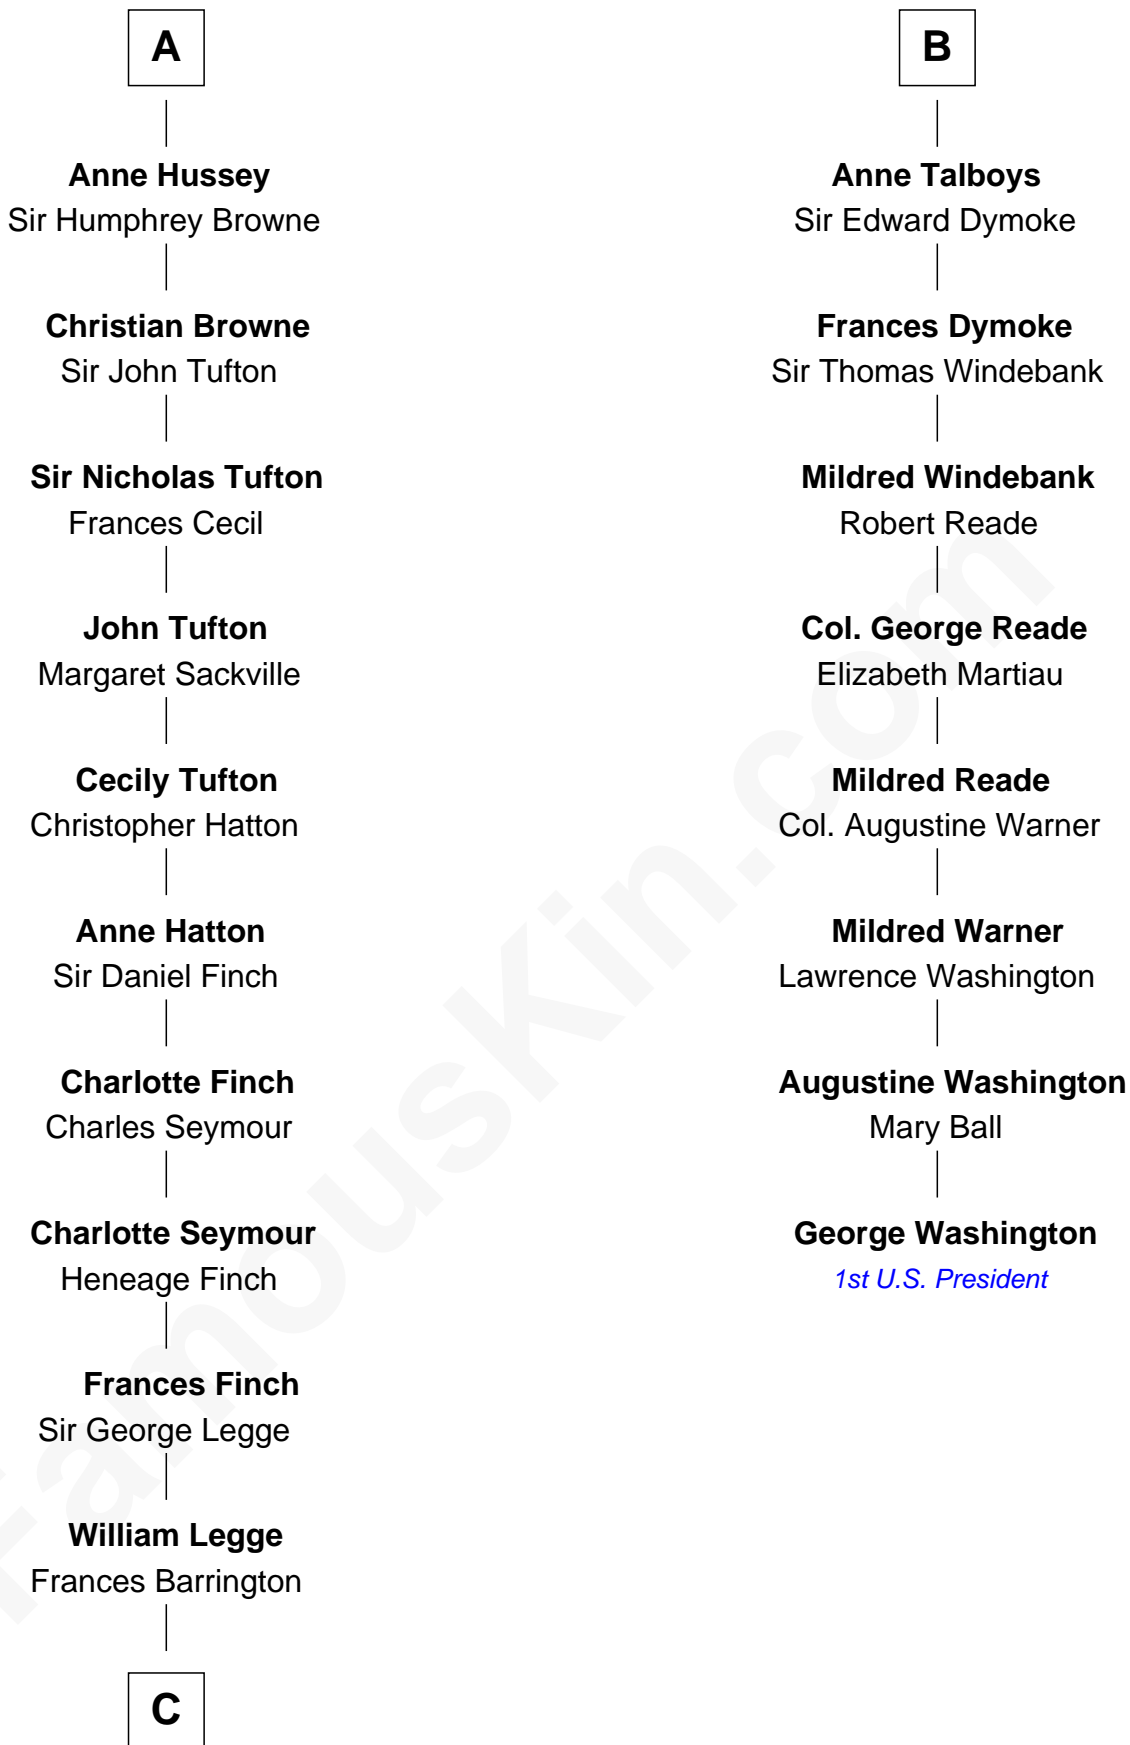 A
Anne Hussey
Sir Humphrey Browne
Christian Browne
Sir John Tufton
Sir Nicholas Tufton
Frances Cecil
John Tufton
Margaret Sackville
Cecily Tufton
Christopher Hatton
Anne Hatton
Sir Daniel Finch
Charlotte Finch
Charles Seymour
Charlotte Seymour
Heneage Finch
Frances Finch
Sir George Legge
William Legge
Frances Barrington
C
B
Anne Talboys
Sir Edward Dymoke
Frances Dymoke
Sir Thomas Windebank
Mildred Windebank
Robert Reade
Col. George Reade
Elizabeth Martiau
Mildred Reade
Col. Augustine Warner
Mildred Warner
Lawrence Washington
Augustine Washington
Mary Ball
George Washington
1st U.S. President
FamousKin.com